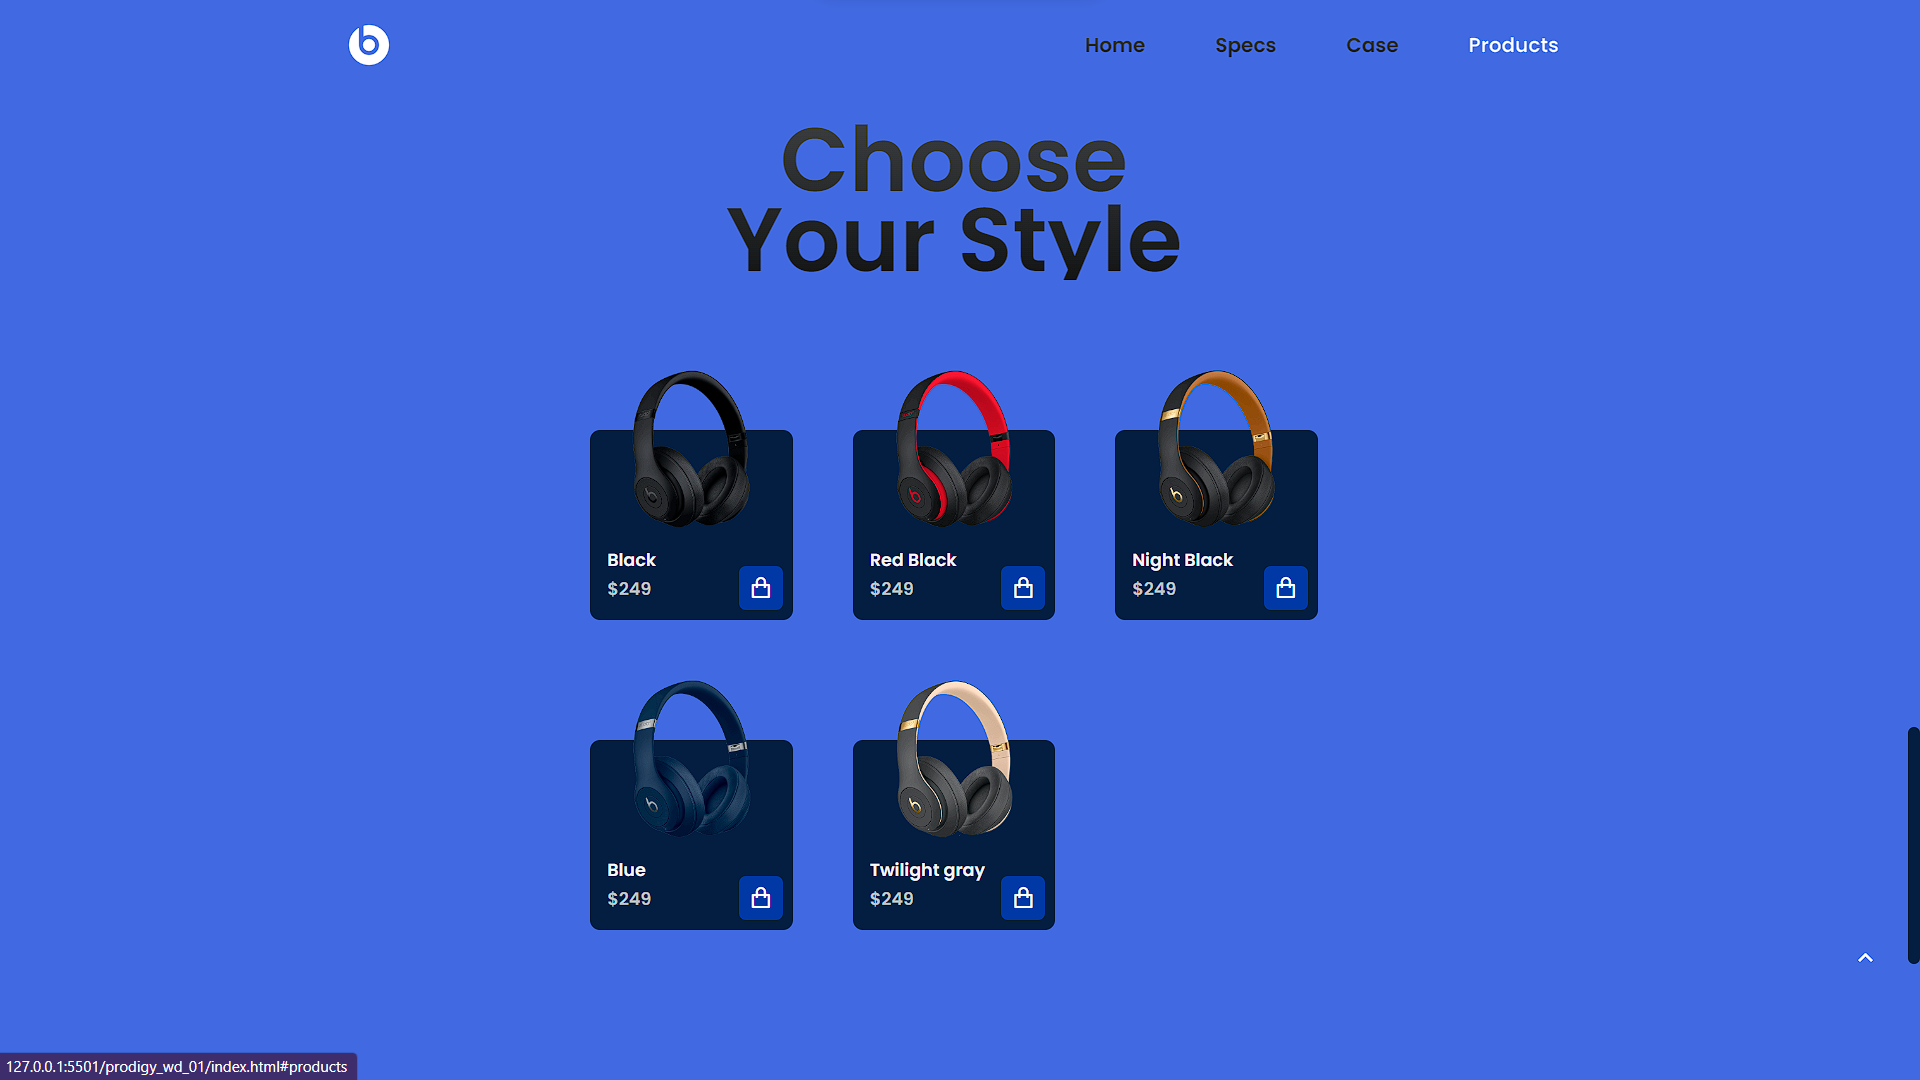 Home Specs Case Products
Choose
Your Style
Black
$249
Red Black
$249
Night Black
$249
Blue
$249
Twilight gray
$249
127.0.0.1:5501/prodigy_wd_01/index.html#products